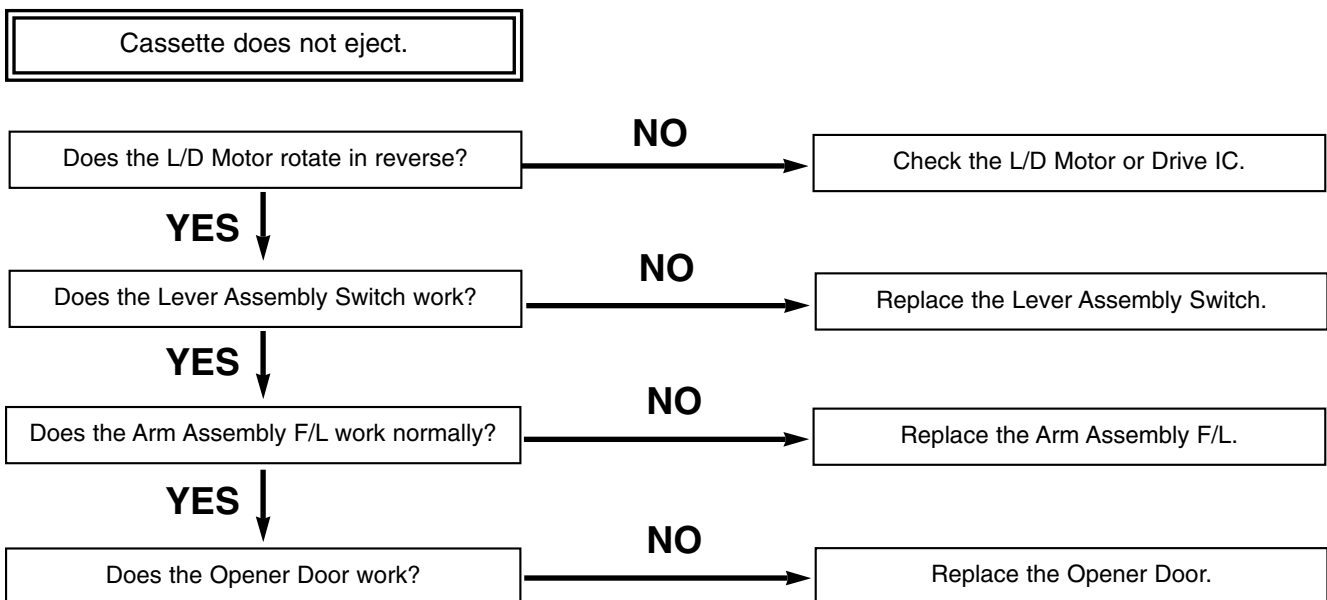 Cassette does not eject.
Does the L/D Motor rotate in reverse?
NO
Check the L/D Motor or Drive IC.
YES
Does the Lever Assembly Switch work?
NO
Replace the Lever Assembly Switch.
YES
Does the Arm Assembly F/L work normally?
NO
Replace the Arm Assembly F/L.
YES
Does the Opener Door work?
NO
Replace the Opener Door.